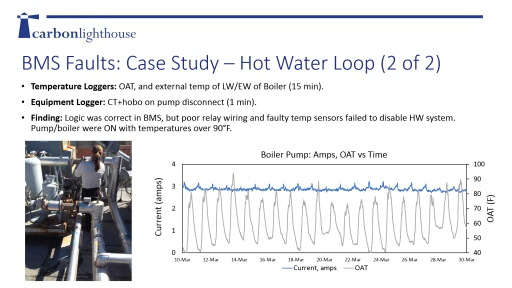 carbonlighthouse
BMS Faults: Case Study – Hot Water Loop (2 of 2)
• Temperature Loggers: OAT, and external temp of LW/EW of Boiler (15 min).
• Equipment Logger: CT+hobo on pump disconnect (1 min).
• Finding: Logic was correct in BMS, but poor relay wiring and faulty temp sensors failed to disable HW system.
Pump/boiler were ON with temperatures over 90°F.
Boiler Pump: Amps, OAT vs Time
Current (amps)
4
3
2
1
0
100
90
80
70
60
50
40
OAT (F)
10-Mar 12-Mar 14-Mar 16-Mar 18-Mar 20-Mar 22-Mar 24-Mar 26-Mar 28-Mar 30-Mar
Current, amps OAT